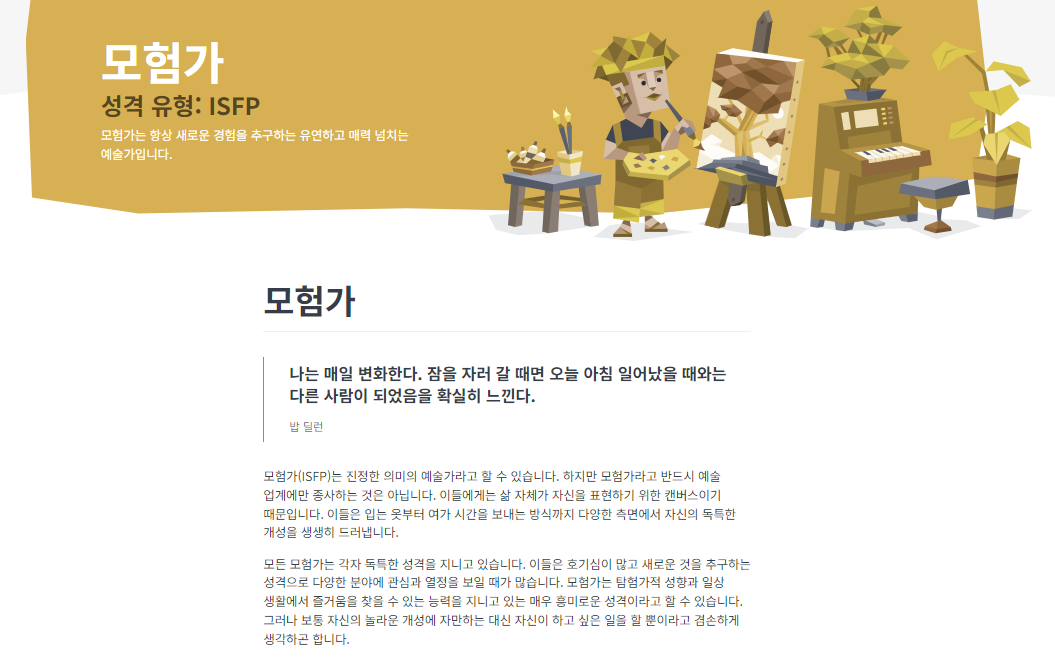 모험가
성격 유형: ISFP
모험가는 항상 새로운 경험을 추구하는 유연하고 매력 넘치는
예술가입니다.
모험가
나는 매일 변화한다. 잠을 자러 갈 때면 오늘 아침 일어났을 때와는
다른 사람이 되었음을 확실히 느낀다.
밥 딜런
모험가(ISFP)는 진정한 의미의 예술가라고 할 수 있습니다. 하지만 모험가라고 반드시 예술
업계에만 종사하는 것은 아닙니다. 이들에게는 삶 자체가 자신을 표현하기 위한 캔버스이기
때문입니다. 이들은 입는 옷부터 여가 시간을 보내는 방식까지 다양한 측면에서 자신의 독특한
개성을 생생히 드러냅니다.
모든 모험가는 각자 독특한 성격을 지니고 있습니다. 이들은 호기심이 많고 새로운 것을 추구하는
성격으로 다양한 분야에 관심과 열정을 보일 때가 많습니다. 모험가는 탐험가적 성향과 일상
생활에서 즐거움을 찾을 수 있는 능력을 지니고 있는 매우 흥미로운 성격이라고 할 수 있습니다.
그러나 보통 자신의 놀라운 개성에 자만하는 대신 자신이 하고 싶은 일을 할 뿐이라고 겸손하게
생각하곤 합니다.